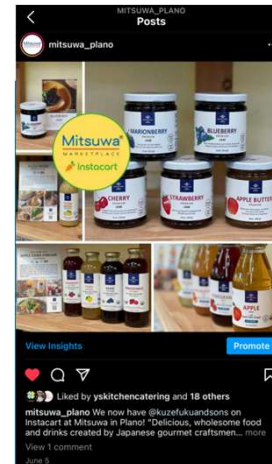 MITSUWA_PLANO
Posts
mitsuwa_plano
Mitsuwa
MARKETPLACE
Instacart
MARIONBERRY
BLUEBERRY
CHERRY
STRAWBERRY
APPLE BUTTER
APPLE
View Insights
Promote
Liked by yskitchencatering and 18 others
mitsuwa_plano We now have @kuzefukuandsons on
Instacart at Mitsuwa in Plano! "Delicious, wholesome food
and drinks created by Japanese gourmet craftsmen... more
View 1 comment
June 5